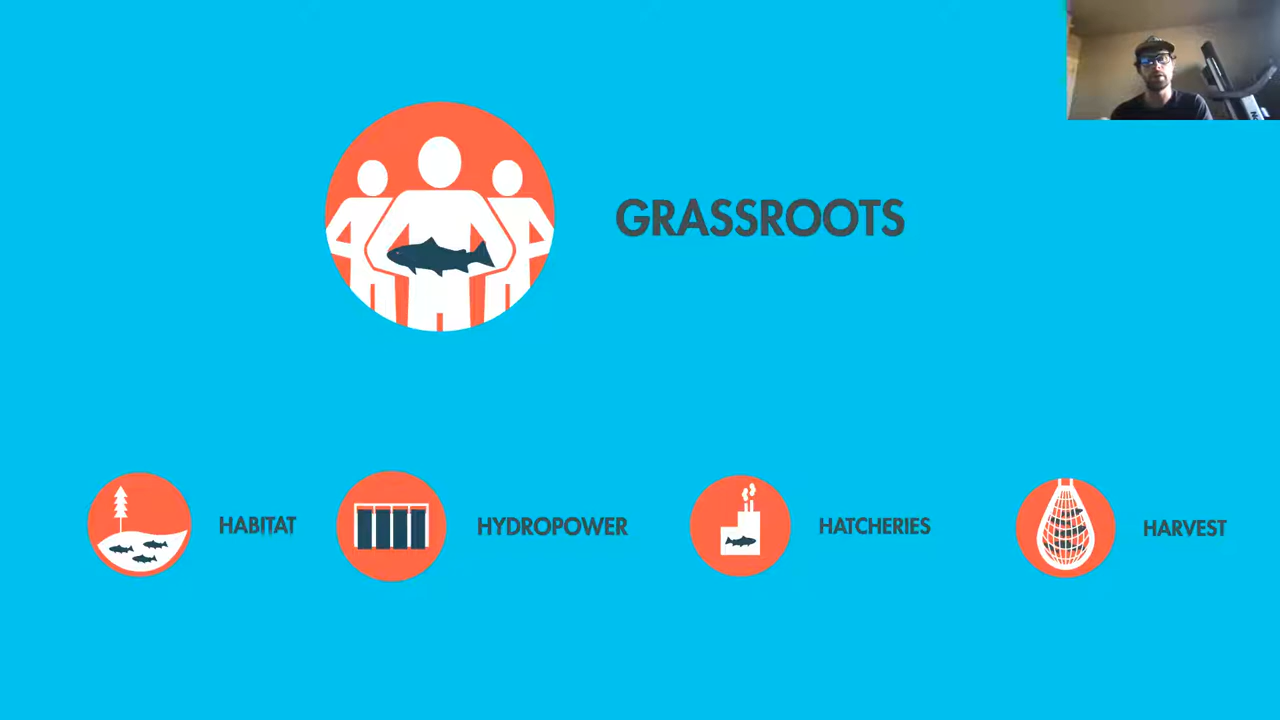 GRASSROOTS
HABITAT
HYDROPOWER
HATCHERIES
HARVEST